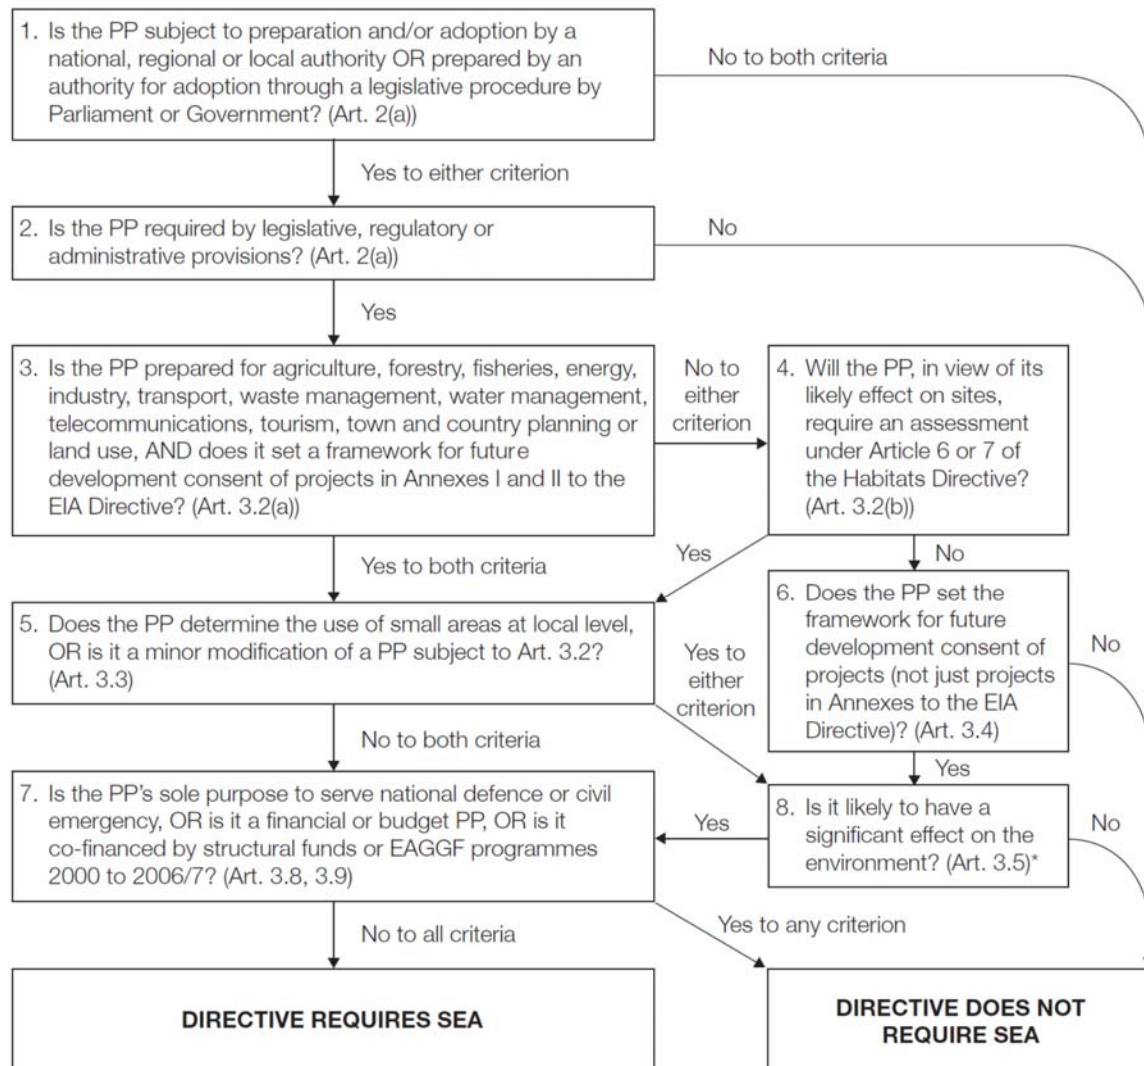 1. Is the PP subject to preparation and/or adoption by a
national, regional or local authority OR prepared by an
authority for adoption through a legislative procedure by
Parliament or Government? (Art. 2(a))
No to both criteria
Yes to either criterion
2. Is the PP required by legislative, regulatory or
administrative provisions? (Art. 2(a))
No
Yes
3. Is the PP prepared for agriculture, forestry, fisheries, energy,
industry, transport, waste management, water management,
telecommunications, tourism, town and country planning or
land use, AND does it set a framework for future
development consent of projects in Annexes I and II to the
EIA Directive? (Art. 3.2(a))
No to
either
criterion
4. Will the PP, in view of its
likely effect on sites,
require an assessment
under Article 6 or 7 of
the Habitats Directive?
(Art. 3.2(b))
Yes to both criteria
Yes
No
5. Does the PP determine the use of small areas at local level,
OR is it a minor modification of a PP subject to Art. 3.2?
(Art. 3.3)
Yes to
either
criterion
6. Does the PP set the
framework for future
development consent of
projects (not just projects
in Annexes to the EIA
Directive)? (Art. 3.4)
No
No to both criteria
Yes
7. Is the PP's sole purpose to serve national defence or civil
emergency, OR is it a financial or budget PP, OR is it
co-financed by structural funds or EAGGF programmes
2000 to 2006/7? (Art. 3.8, 3.9)
Yes
8. Is it likely to have a
significant effect on the
environment? (Art. 3.5)*
No
No to all criteria
Yes to any criterion
DIRECTIVE REQUIRES SEA
DIRECTIVE DOES NOT
REQUIRE SEA